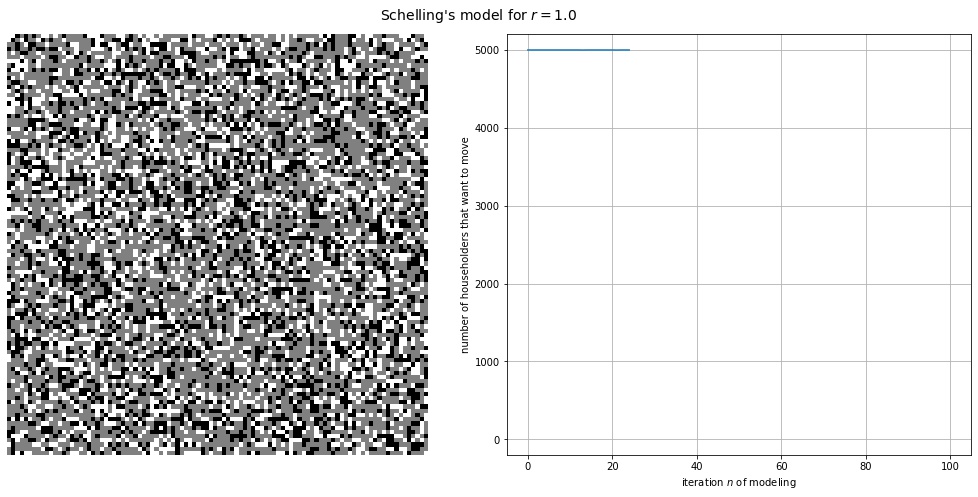 Schelling's model for r = 1.0
number of householders that want to move
5000
4000
3000
2000
1000
0
0 20 40 60 80 100
iteration n of modeling